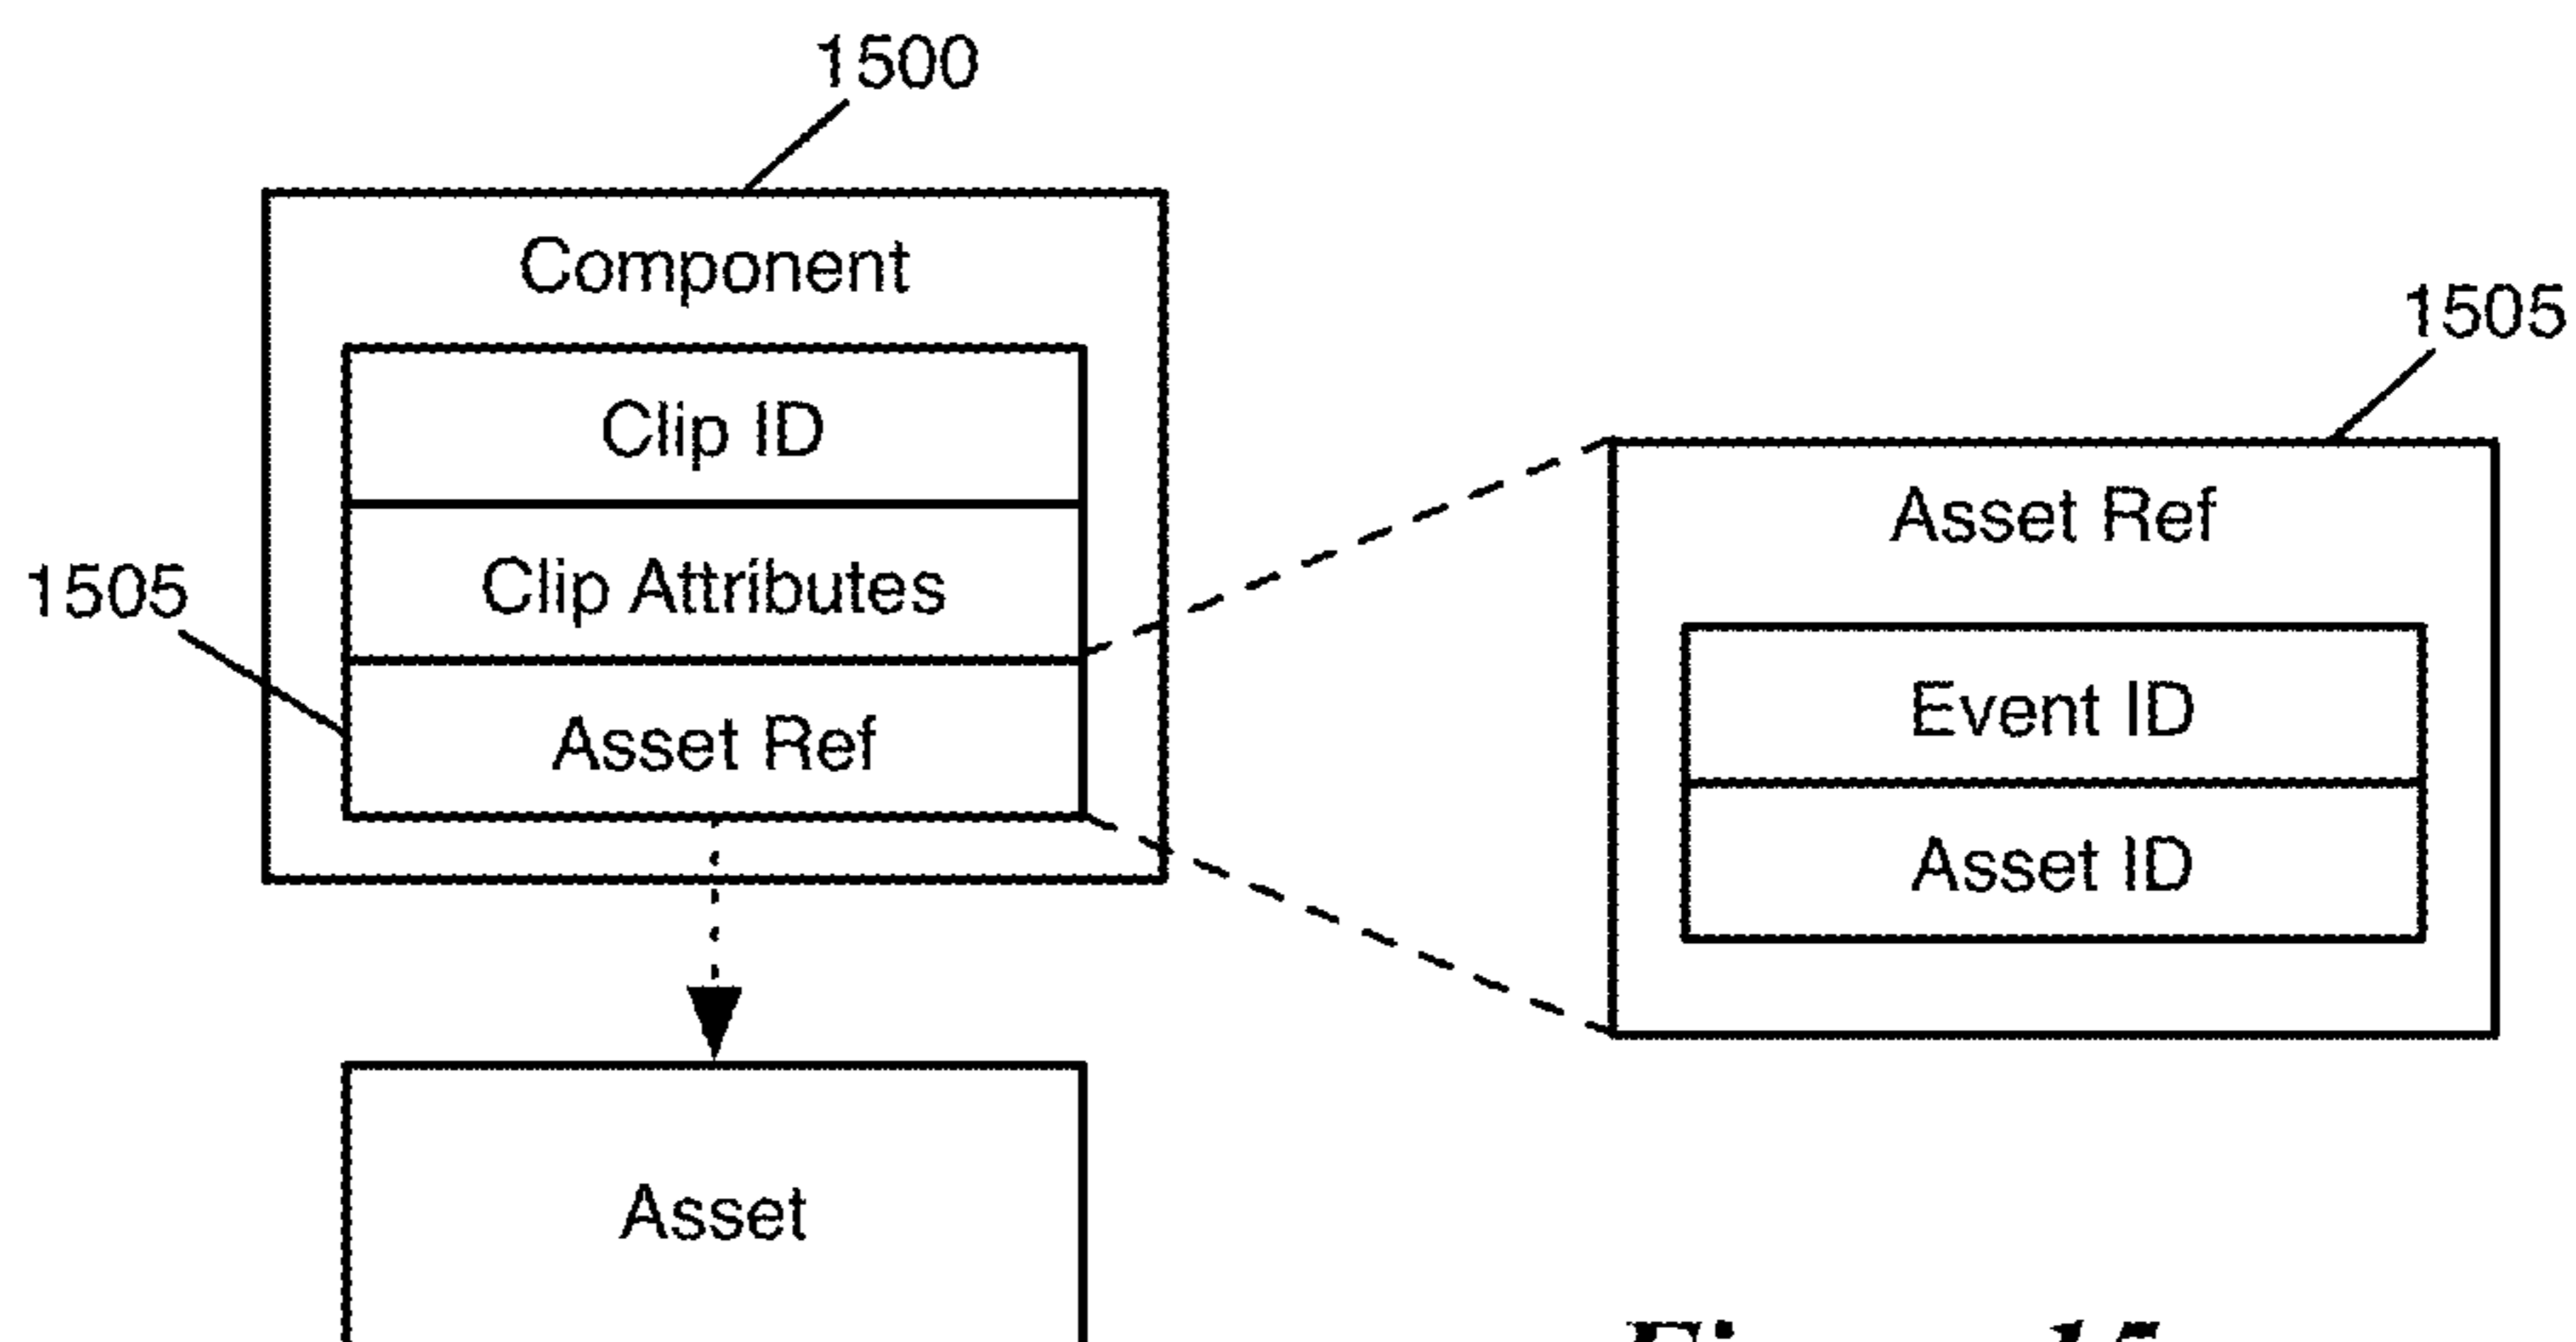 1500
Component
Clip ID
Clip Attributes
Asset Ref
1505
1505
Asset Ref
Event ID
Asset ID
Asset